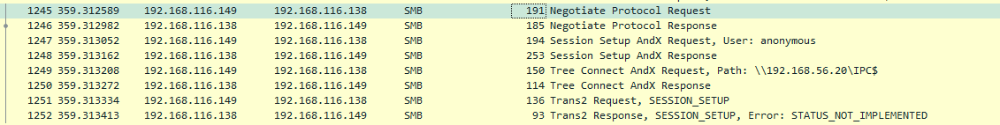 1245 359.312589 192.168.116.149 192.168.116.138 SMB 191 Negotiate Protocol Request
1246 359.312982 192.168.116.138 192.168.116.149 SMB 185 Negotiate Protocol Response
1247 359.313052 192.168.116.149 192.168.116.138 SMB 194 Session Setup AndX Request, User: anonymous
1248 359.313162 192.168.116.138 192.168.116.149 SMB 253 Session Setup AndX Response
1249 359.313208 192.168.116.149 192.168.116.138 SMB 150 Tree Connect AndX Request, Path: \\192.168.56.20\IPC$
1250 359.313272 192.168.116.138 192.168.116.149 SMB 114 Tree Connect AndX Response
1251 359.313334 192.168.116.149 192.168.116.138 SMB 136 Trans2 Request, SESSION_SETUP
1252 359.313413 192.168.116.138 192.168.116.149 SMB 93 Trans2 Response, SESSION_SETUP, Error: STATUS_NOT_IMPLEMENTED